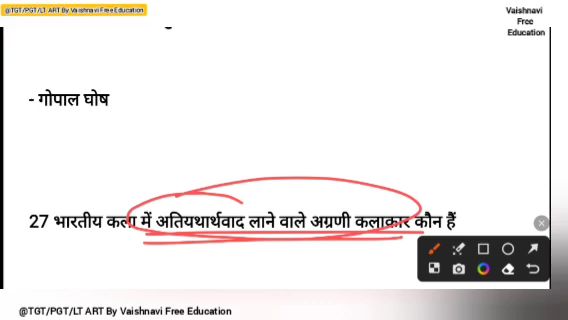 @TGT/PGT/LT ART By Vaishnavi Free Education
Vaishnavi
Free
Education
- गोपाल घोष
27 भारतीय कला में अतियथार्थवाद लाने वाले अग्रणी कलाकार कौन हैं
@TGT/PGT/LT ART By Vaishnavi Free Education